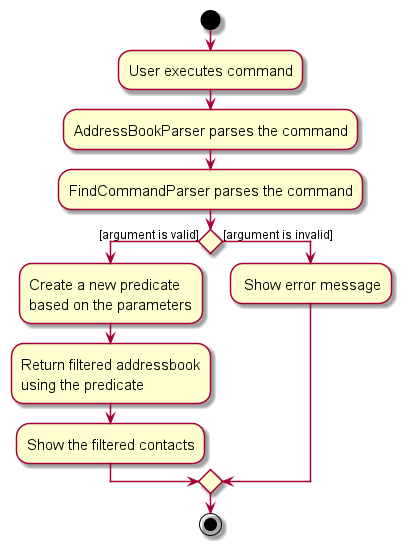 User executes command
AddressBookParser parses the command
FindCommandParser parses the command
[argument is valid]
[argument is invalid]
Create a new predicate
based on the parameters
Show error message
Return filtered addressbook
using the predicate
Show the filtered contacts